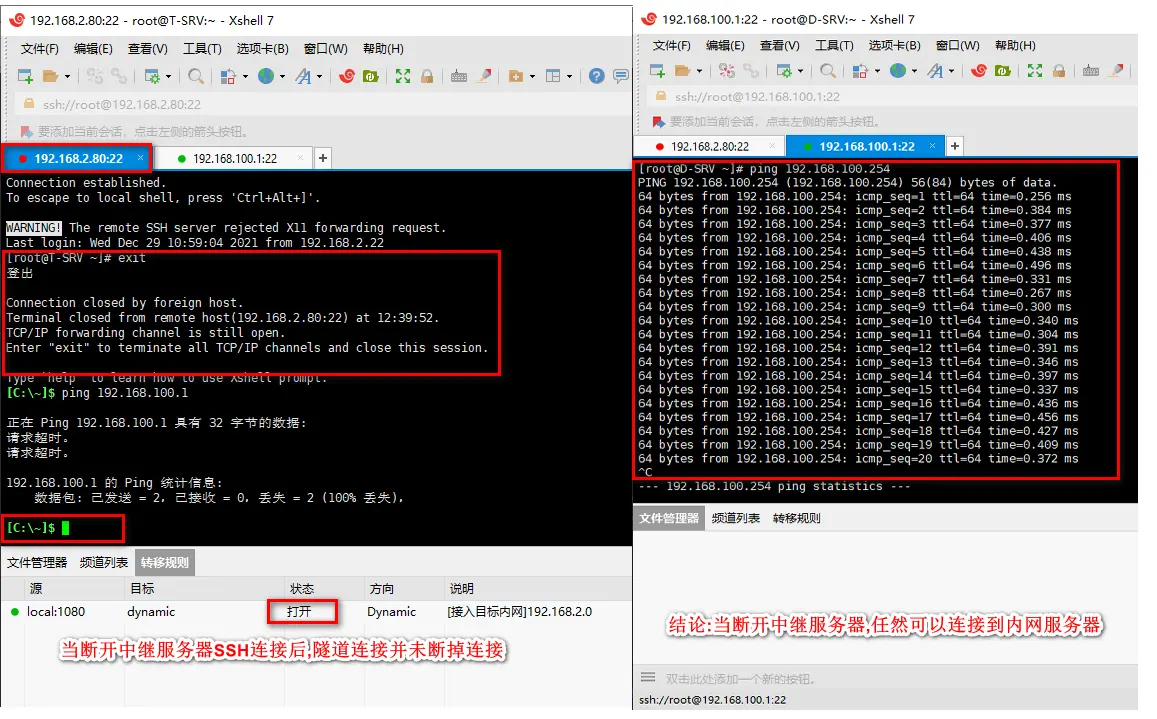 192.168.2.80:22 - root@T-SRV:~ - Xshell 7
文件(F) 编辑(E) 查看(V) 工具(T) 选项卡(B) 窗口(W) 帮助(H)
ssh://root@192.168.2.80:22
要添加当前会话，点击左侧的箭头按钮。
192.168.2.80:22 × 192.168.100.1:22 × +
Connection established.
To escape to local shell, press 'Ctrl+Alt+]'.
WARNING! The remote SSH server rejected X11 forwarding request.
Last login: Wed Dec 29 10:59:04 2021 from 192.168.2.22
[root@T-SRV ~]# exit
登出
Connection closed by foreign host.
Terminal closed from remote host(192.168.2.80:22) at 12:39:52.
TCP/IP forwarding channel is still open.
Enter "exit" to terminate all TCP/IP channels and close this session.
Type `help' to learn how to use Xshell prompt.
[C:\~]$ ping 192.168.100.1
正在 Ping 192.168.100.1 具有 32 字节的数据:
请求超时。
请求超时。
192.168.100.1 的 Ping 统计信息:
数据包: 已发送 = 2，已接收 = 0，丢失 = 2 (100% 丢失)，
[C:\~]$
文件管理器 频道列表 转移规则
源 目标 状态 方向 说明
local:1080 dynamic 打开 Dynamic [接入目标内网]192.168.2.0
当断开中继服务器SSH连接后,隧道连接并未断掉连接
192.168.100.1:22 - root@D-SRV:~ - Xshell 7
文件(F) 编辑(E) 查看(V) 工具(T) 选项卡(B) 窗口(W) 帮助(H)
ssh://root@192.168.100.1:22
要添加当前会话，点击左侧的箭头按钮。
192.168.2.80:22 × 192.168.100.1:22 × +
[root@D-SRV ~]# ping 192.168.100.254
PING 192.168.100.254 (192.168.100.254) 56(84) bytes of data.
64 bytes from 192.168.100.254: icmp_seq=1 ttl=64 time=0.256 ms
64 bytes from 192.168.100.254: icmp_seq=2 ttl=64 time=0.384 ms
64 bytes from 192.168.100.254: icmp_seq=3 ttl=64 time=0.377 ms
64 bytes from 192.168.100.254: icmp_seq=4 ttl=64 time=0.406 ms
64 bytes from 192.168.100.254: icmp_seq=5 ttl=64 time=0.438 ms
64 bytes from 192.168.100.254: icmp_seq=6 ttl=64 time=0.496 ms
64 bytes from 192.168.100.254: icmp_seq=7 ttl=64 time=0.331 ms
64 bytes from 192.168.100.254: icmp_seq=8 ttl=64 time=0.267 ms
64 bytes from 192.168.100.254: icmp_seq=9 ttl=64 time=0.300 ms
64 bytes from 192.168.100.254: icmp_seq=10 ttl=64 time=0.340 ms
64 bytes from 192.168.100.254: icmp_seq=11 ttl=64 time=0.304 ms
64 bytes from 192.168.100.254: icmp_seq=12 ttl=64 time=0.391 ms
64 bytes from 192.168.100.254: icmp_seq=13 ttl=64 time=0.346 ms
64 bytes from 192.168.100.254: icmp_seq=14 ttl=64 time=0.397 ms
64 bytes from 192.168.100.254: icmp_seq=15 ttl=64 time=0.337 ms
64 bytes from 192.168.100.254: icmp_seq=16 ttl=64 time=0.436 ms
64 bytes from 192.168.100.254: icmp_seq=17 ttl=64 time=0.456 ms
64 bytes from 192.168.100.254: icmp_seq=18 ttl=64 time=0.427 ms
64 bytes from 192.168.100.254: icmp_seq=19 ttl=64 time=0.409 ms
64 bytes from 192.168.100.254: icmp_seq=20 ttl=64 time=0.372 ms
^C
--- 192.168.100.254 ping statistics ---
文件管理器 频道列表 转移规则
结论:当断开中继服务器,任然可以连接到内网服务器
双击此处添加一个新的按钮。
ssh://root@192.168.100.1:22